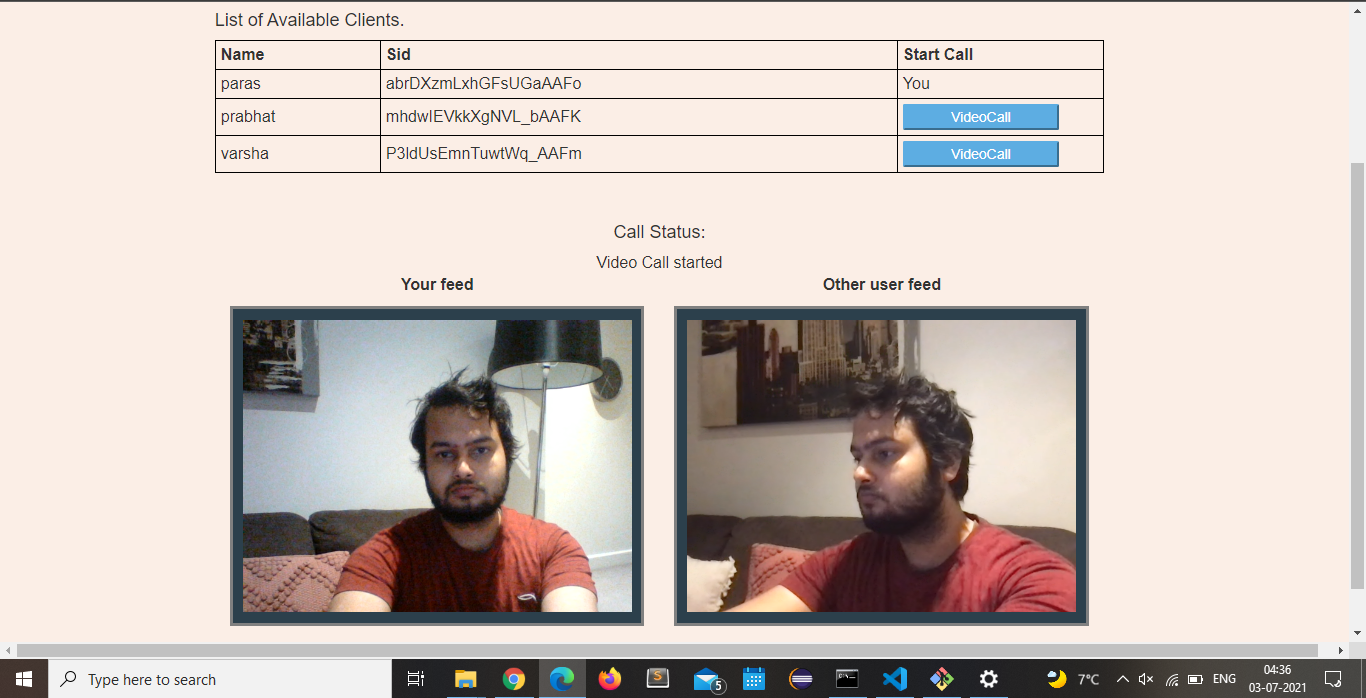 List of Available Clients.
Name Sid Start Call
paras abrDXzmLxhGFsUGaAAFo You
prabhat mhdwIEVkkXgNVL_bAAFK VideoCall
varsha P3ldUsEmnTuwtWq_AAFm VideoCall
Call Status:
Video Call started
Your feed Other user feed
Type here to search
S
5
7°C
ENG
04:36
03-07-2021